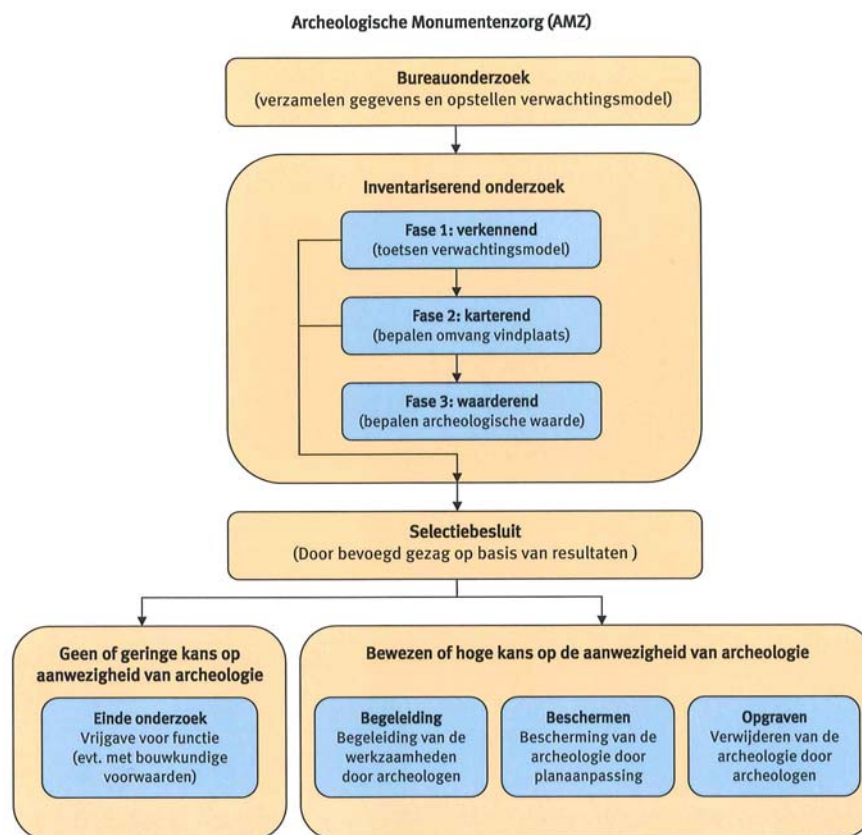 Archeologische Monumentenzorg (AMZ)
Bureauonderzoek
(verzamelen gegevens en opstellen verwachtingsmodel)
Inventariserend onderzoek
Fase 1: verkennend
(toetsen verwachtingsmodel)
Fase 2: karterend
(bepalen omvang vindplaats)
Fase 3: waarderend
(bepalen archeologische waarde)
Selectiebesluit
(Door bevoegd gezag op basis van resultaten )
Geen of geringe kans op
aanwezigheid van archeologie
Einde onderzoek
Vrijgave voor functie
(evt. met bouwkundige
voorwaarden)
Bewezen of hoge kans op de aanwezigheid van archeologie
Begeleiding
Begeleiding van de
werkzaamheden
door archeologen
Beschermen
Bescherming van de
archeologie door
planaanpassing
Opgraven
Verwijderen van de
archeologie door
archeologen